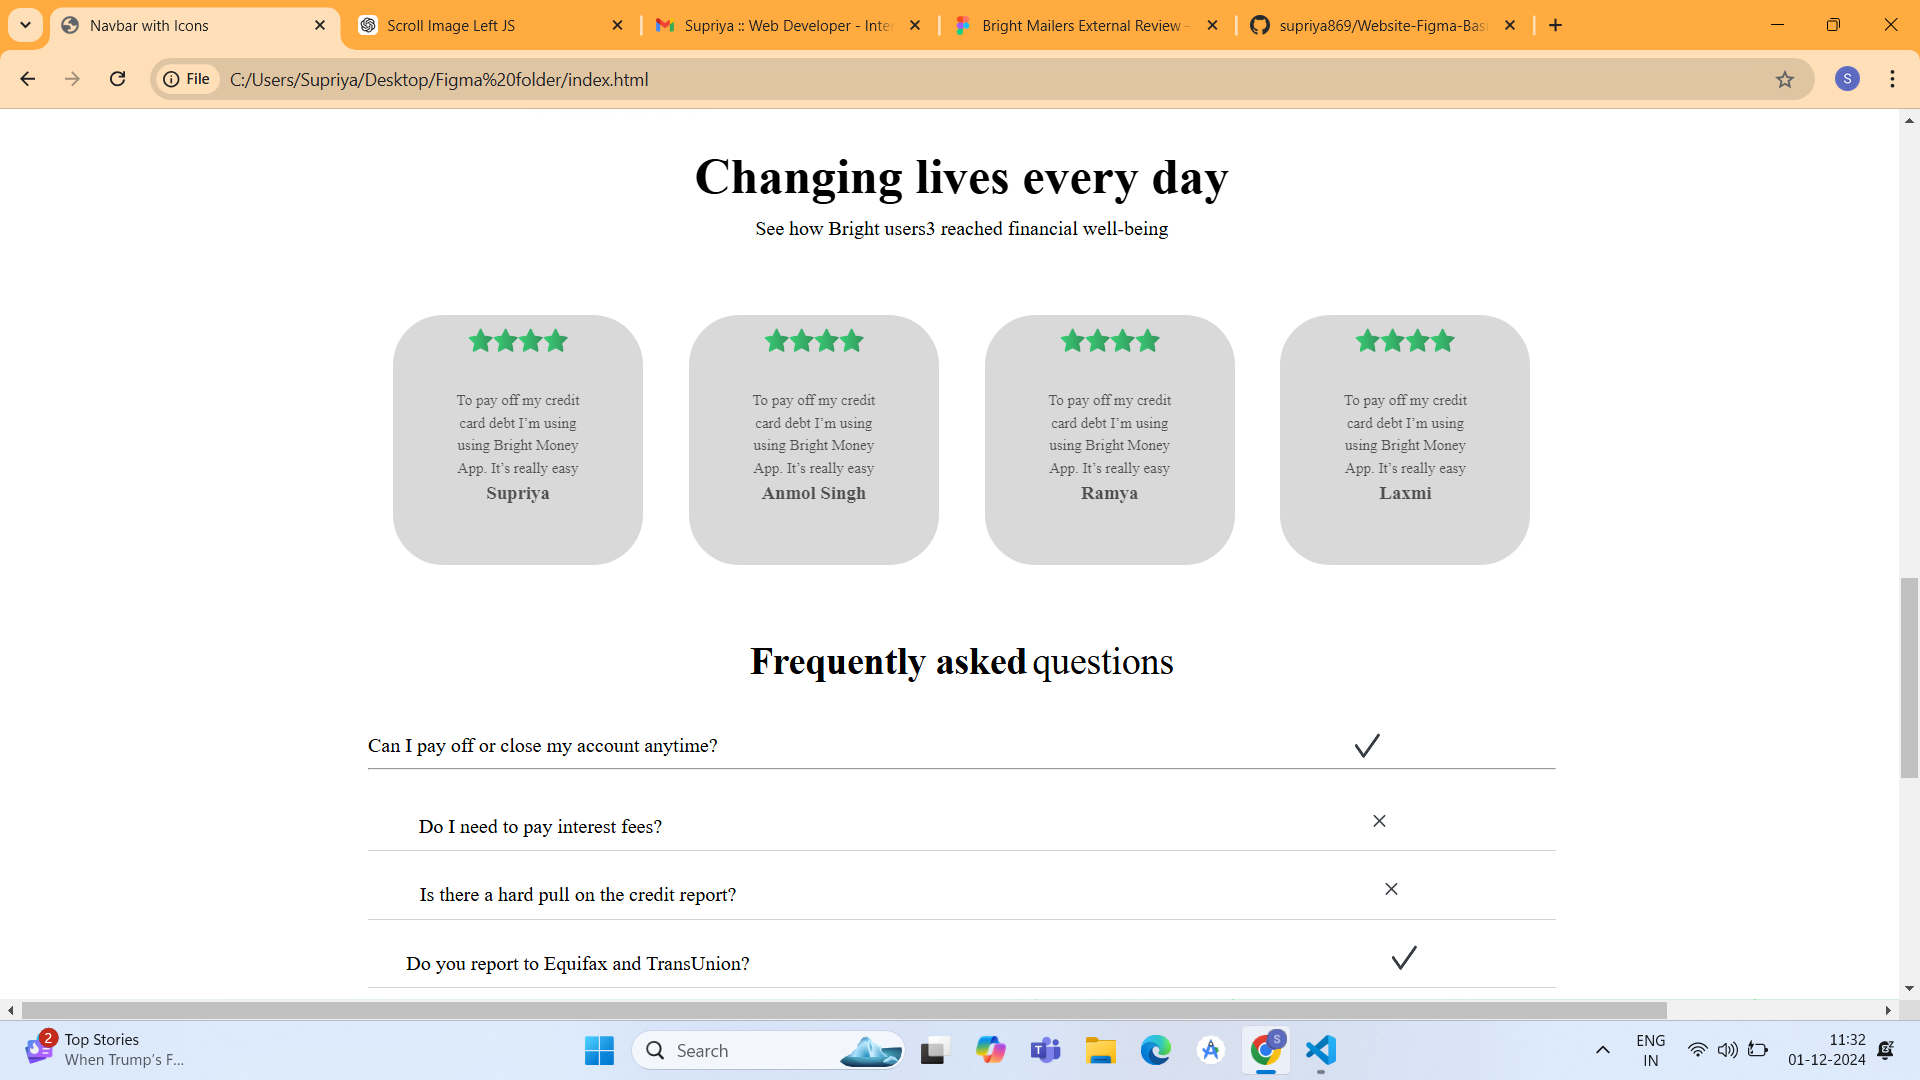 Navbar with Icons
Scroll Image Left JS
Supriya :: Web Developer - Inter
Bright Mailers External Review -
supriya869/Website-Figma-Bas
File
C:/Users/Supriya/Desktop/Figma%20folder/index.html
S
Changing lives every day
See how Bright users3 reached financial well-being
To pay off my credit
card debt I’m using
using Bright Money
App. It’s really easy
Supriya
To pay off my credit
card debt I’m using
using Bright Money
App. It’s really easy
Anmol Singh
To pay off my credit
card debt I’m using
using Bright Money
App. It’s really easy
Ramya
To pay off my credit
card debt I’m using
using Bright Money
App. It’s really easy
Laxmi
Frequently asked questions
Can I pay off or close my account anytime?
Do I need to pay interest fees?
Is there a hard pull on the credit report?
Do you report to Equifax and TransUnion?
2
Top Stories
When Trump’s F...
Search
S
ENG
IN
11:32
01-12-2024